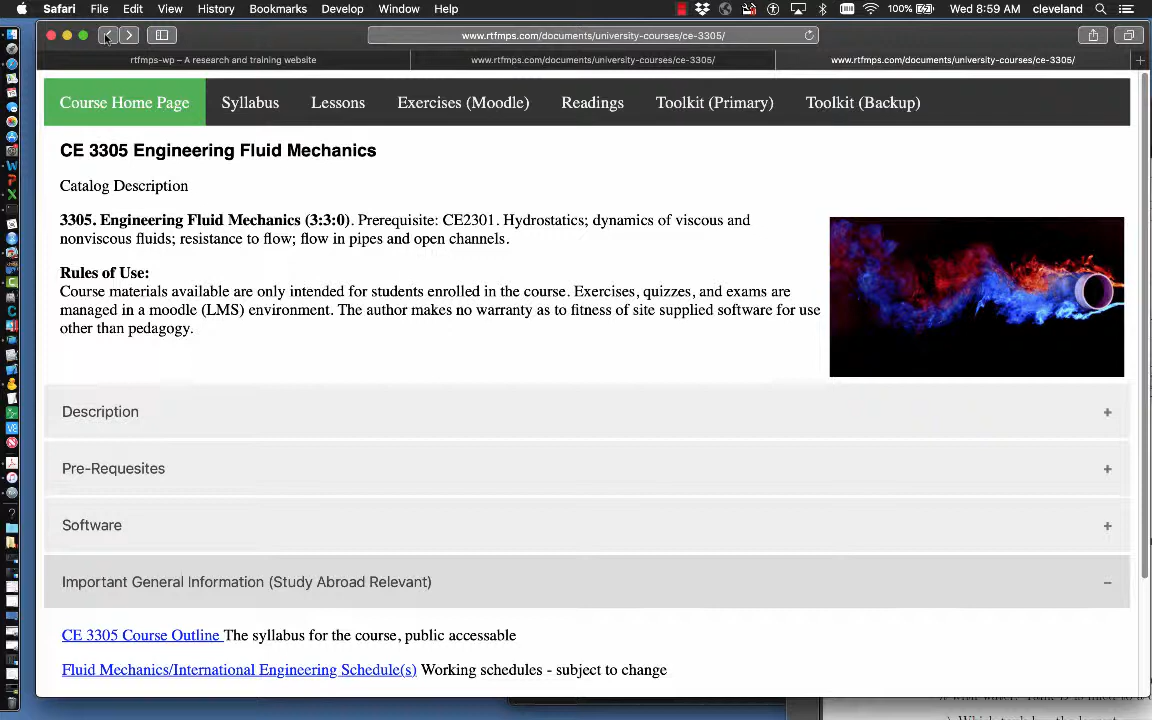 Safari File Edit View History Bookmarks Develop Window Help 100% Wed 8:59 AM cleveland
www.rtfmps.com/documents/university-courses/ce-3305/
rtfmps-wp – A research and training website www.rtfmps.com/documents/university-courses/ce-3305/ www.rtfmps.com/documents/university-courses/ce-3305/
Course Home Page Syllabus Lessons Exercises (Moodle) Readings Toolkit (Primary) Toolkit (Backup)
CE 3305 Engineering Fluid Mechanics
Catalog Description
3305. Engineering Fluid Mechanics (3:3:0). Prerequisite: CE2301. Hydrostatics; dynamics of viscous and
nonviscous fluids; resistance to flow; flow in pipes and open channels.
Rules of Use:
Course materials available are only intended for students enrolled in the course. Exercises, quizzes, and exams are
managed in a moodle (LMS) environment. The author makes no warranty as to fitness of site supplied software for use
other than pedagogy.
Description +
Pre-Requesites +
Software +
Important General Information (Study Abroad Relevant) –
CE 3305 Course Outline The syllabus for the course, public accessable
Fluid Mechanics/International Engineering Schedule(s) Working schedules - subject to change